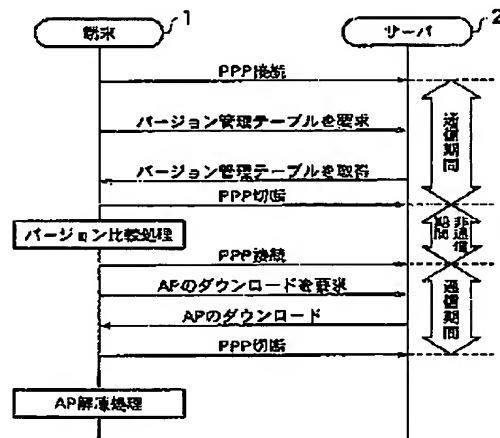 端末
1
サーバ
2
PPP接続
バージョン管理テーブルを要求
バージョン管理テーブルを取得
PPP切断
通信期間
バージョン比較処理
非通信期間
PPP接続
APのダウンロードを要求
APのダウンロード
PPP切断
通信期間
AP解凍処理